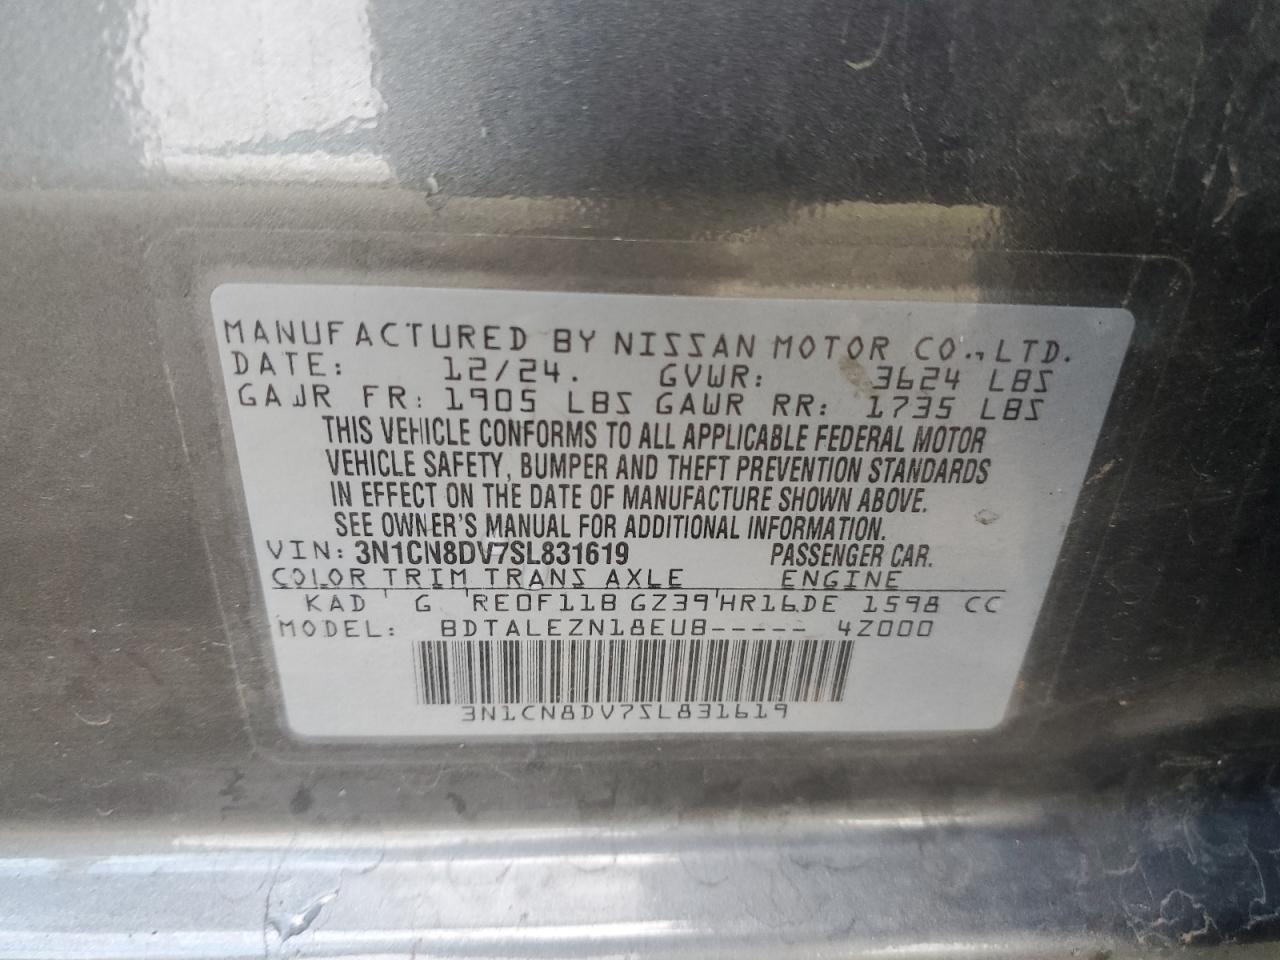 MANUFACTURED BY NISSAN MOTOR CO., LTD.
DATE: 12/24. GVWR: 3624 LBS
GAWR FR: 1905 LBS GAWR RR: 1735 LBS
THIS VEHICLE CONFORMS TO ALL APPLICABLE FEDERAL MOTOR
VEHICLE SAFETY, BUMPER AND THEFT PREVENTION STANDARDS
IN EFFECT ON THE DATE OF MANUFACTURE SHOWN ABOVE.
SEE OWNER'S MANUAL FOR ADDITIONAL INFORMATION.
VIN: 3N1CN8DV7SL831619 PASSENGER CAR.
COLOR TRIM TRANS AXLE ENGINE
KAD G RE0F11B GZ39 HR16DE 1598 CC
MODEL: BDTALEZN18EUB----- 4Z000
3N1CN8DV7SL831619